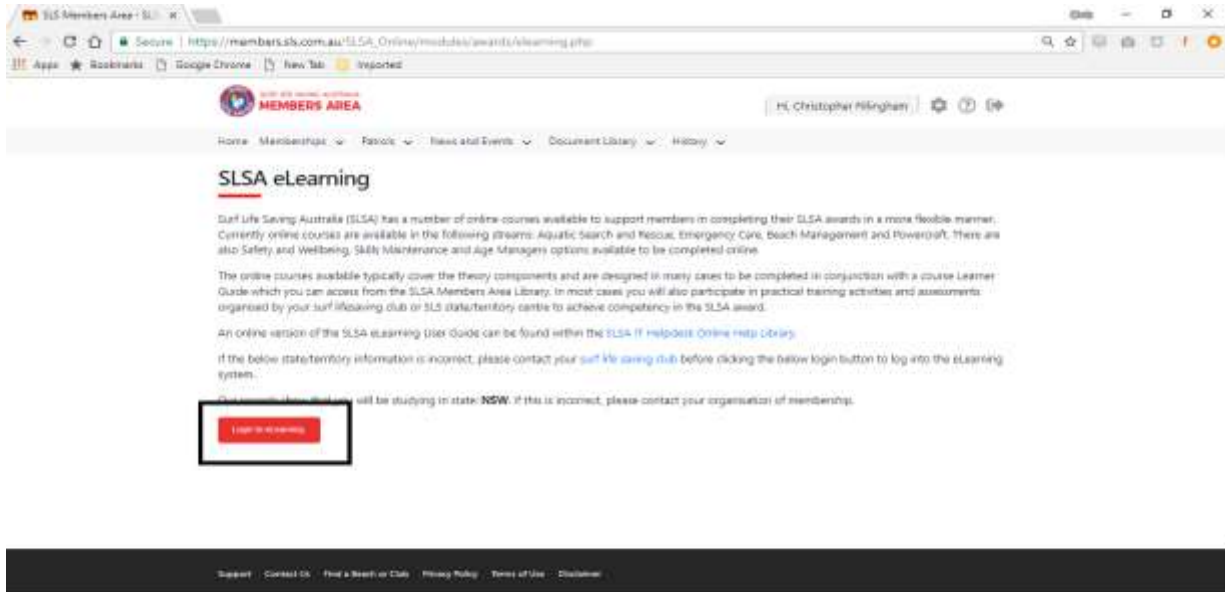 SLS Members Area - SLS
Chris
Secure | https://members.sls.com.au/SLSA_Online/modules/awards/elearning.php
Apps Bookmarks Google Chrome New Tab Imported
MEMBERS AREA
Hi, Christopher
Home Memberships Patrols News and Events Document Library History
SLSA eLearning
Surf Life Saving Australia (SLSA) has a number of online courses available to support members in completing their SLSA awards in a more flexible manner.
Currently online courses are available in the following streams: Aquatic Search and Rescue, Emergency Care, Beach Management and Powercraft. There are
also Safety and Wellbeing, Skills Maintenance and Age Managers options available to be completed online.
The online courses available typically cover the theory components and are designed in many cases to be completed in conjunction with a course Learner
Guide which you can access from the SLSA Members Area Library. In most cases you will also participate in practical training activities and assessments
organised by your surf lifesaving club or SLS state/territory centre to achieve competency in the SLSA award.
An online version of the SLSA eLearning User Guide can be found within the SLSA IT Helpdesk Online Help Library.
If the below state/territory information is incorrect, please contact your surf life saving club before clicking the below login button to log into the eLearning
system.
will be studying in state: NSW. If this is incorrect, please contact your organisation of membership.
Login to eLearning
Support Contact Us Find a Beach or Club Privacy Policy Terms of Use Disclaimer